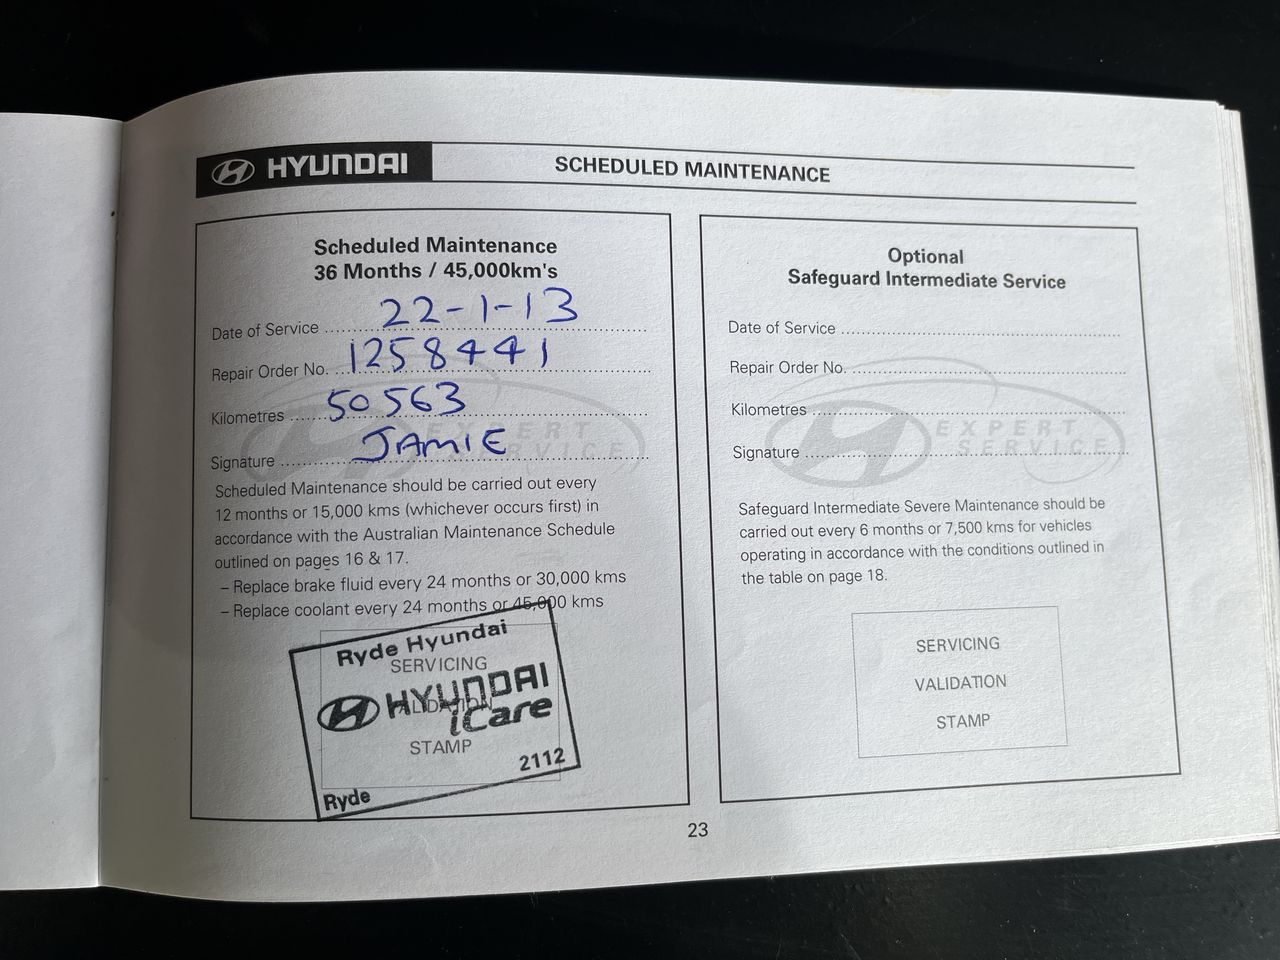 HYUNDAI
SCHEDULED MAINTENANCE
Scheduled Maintenance
36 Months / 45,000km's
Date of Service 22-1-13
Repair Order No. 1258441
Kilometres 50563
Signature JAMIE
EXPERT
SERVICE
Scheduled Maintenance should be carried out every
12 months or 15,000 kms (whichever occurs first) in
accordance with the Australian Maintenance Schedule
outlined on pages 16 & 17.
– Replace brake fluid every 24 months or 30,000 kms
– Replace coolant every 24 months or 45,000 kms
SERVICING
VALIDATION
STAMP
Ryde Hyundai
HYUNDAI
iCare
2112
Ryde
Optional
Safeguard Intermediate Service
Date of Service
Repair Order No.
Kilometres
Signature
EXPERT
SERVICE
Safeguard Intermediate Severe Maintenance should be
carried out every 6 months or 7,500 kms for vehicles
operating in accordance with the conditions outlined in
the table on page 18.
SERVICING
VALIDATION
STAMP
23